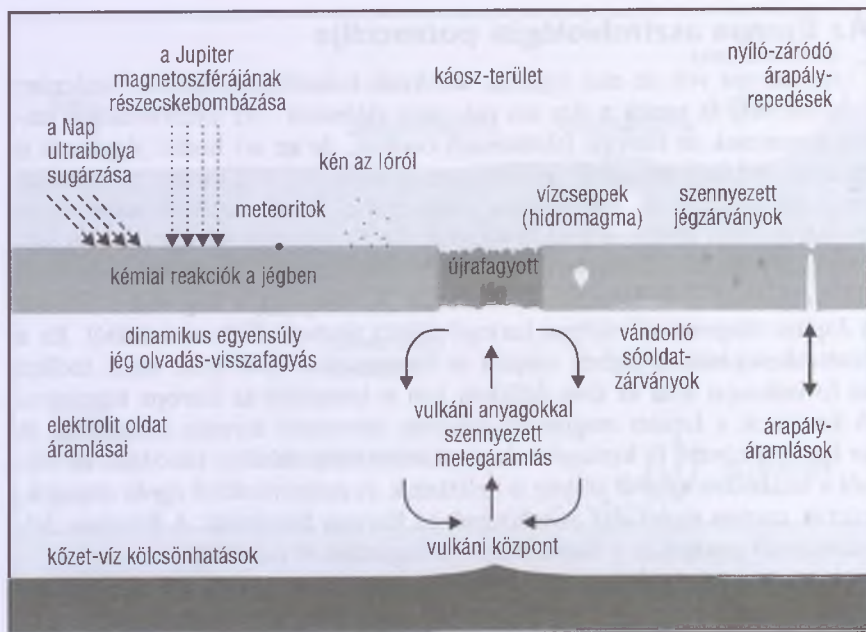 a Jupiter
magnetoszférájának
részecskebombázása
káosz-terület
nyíló-záródó
árapály-
repedések
a Nap
ultraibolya
sugárzása
kén az Ióról
meteoritok
vízcseppek
(hidromagma)
szennyezett
jégzárványok
kémiai reakciók a jégben
újrafagyott
jég
dinamikus egyensúly
jég olvadás-visszafagyás
vándorló
sóoldat-
zárványok
elektrolit oldat
áramlásai
vulkáni anyagokkal
szennyezett
melegáramlás
árapály-
áramlások
kőzet-víz kölcsönhatások
vulkáni központ